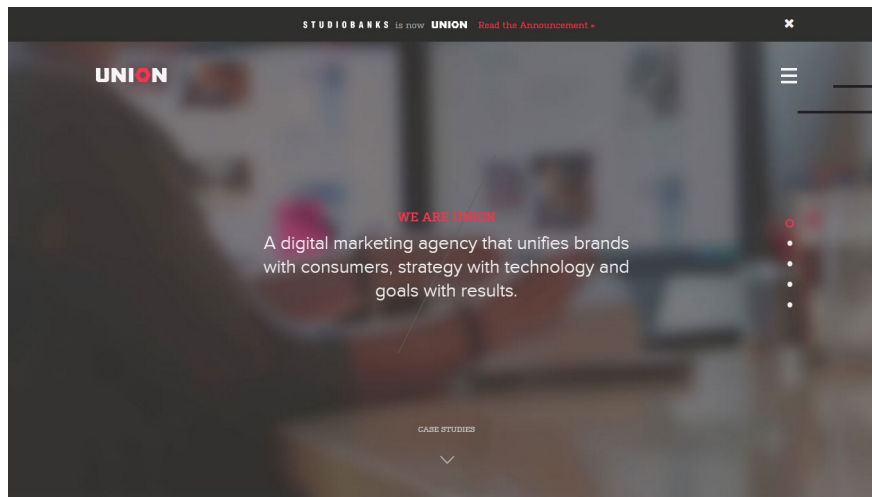 STUDIOBANKS is now UNION Read the Announcement »
UNION
WE ARE UNION
A digital marketing agency that unifies brands
with consumers, strategy with technology and
goals with results.
CASE STUDIES